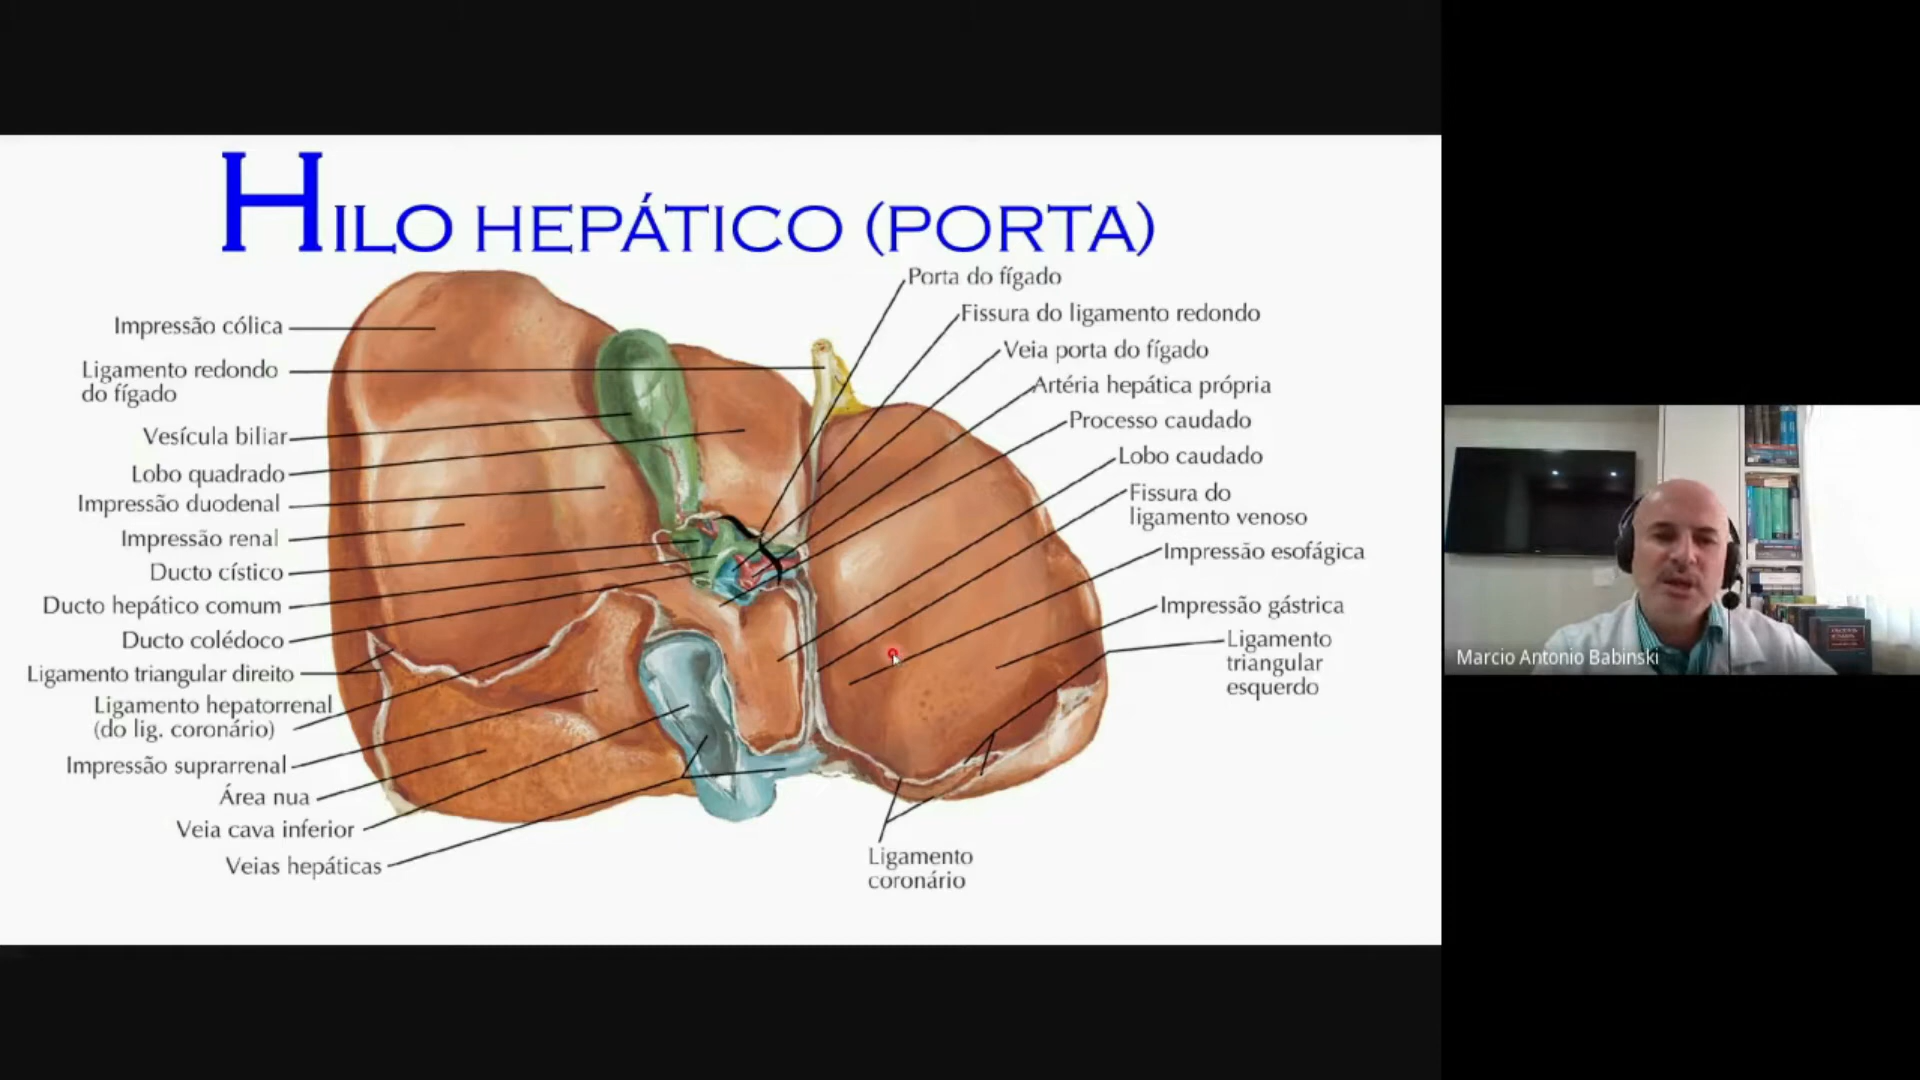 HILO HEPÁTICO (PORTA)
Impressão cólica
Ligamento redondo
do fígado
Vesícula biliar
Lobo quadrado
Impressão duodenal
Impressão renal
Ducto cístico
Ducto hepático comum
Ducto colédoco
Ligamento triangular direito
Ligamento hepatorrenal
(do lig. coronário)
Impressão suprarrenal
Área nua
Veia cava inferior
Veias hepáticas
Porta do fígado
Fissura do ligamento redondo
Veia porta do fígado
Artéria hepática própria
Processo caudado
Lobo caudado
Fissura do
ligamento venoso
Impressão esofágica
Impressão gástrica
Ligamento
triangular
esquerdo
Ligamento
coronário
Marcio Antonio Babinski